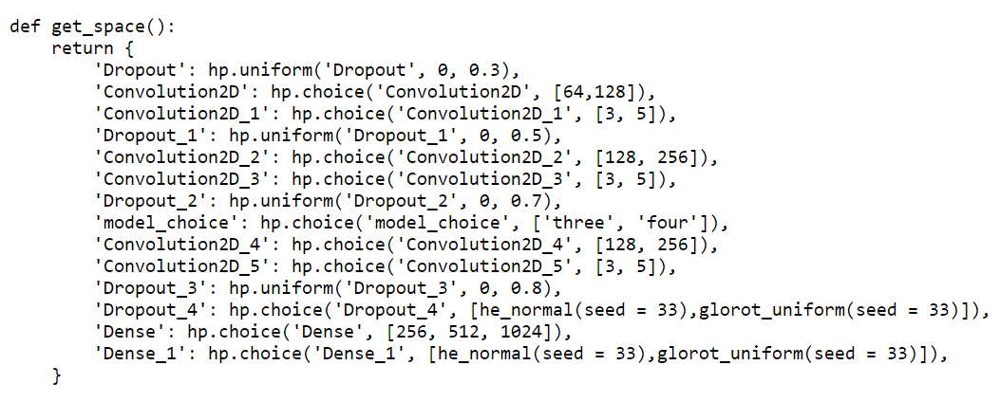 def get_space():
    return {
        'Dropout': hp.uniform('Dropout', 0, 0.3),
        'Convolution2D': hp.choice('Convolution2D', [64,128]),
        'Convolution2D_1': hp.choice('Convolution2D_1', [3, 5]),
        'Dropout_1': hp.uniform('Dropout_1', 0, 0.5),
        'Convolution2D_2': hp.choice('Convolution2D_2', [128, 256]),
        'Convolution2D_3': hp.choice('Convolution2D_3', [3, 5]),
        'Dropout_2': hp.uniform('Dropout_2', 0, 0.7),
        'model_choice': hp.choice('model_choice', ['three', 'four']),
        'Convolution2D_4': hp.choice('Convolution2D_4', [128, 256]),
        'Convolution2D_5': hp.choice('Convolution2D_5', [3, 5]),
        'Dropout_3': hp.uniform('Dropout_3', 0, 0.8),
        'Dropout_4': hp.choice('Dropout_4', [he_normal(seed = 33),glorot_uniform(seed = 33)]),
        'Dense': hp.choice('Dense', [256, 512, 1024]),
        'Dense_1': hp.choice('Dense_1', [he_normal(seed = 33),glorot_uniform(seed = 33)]),
    }